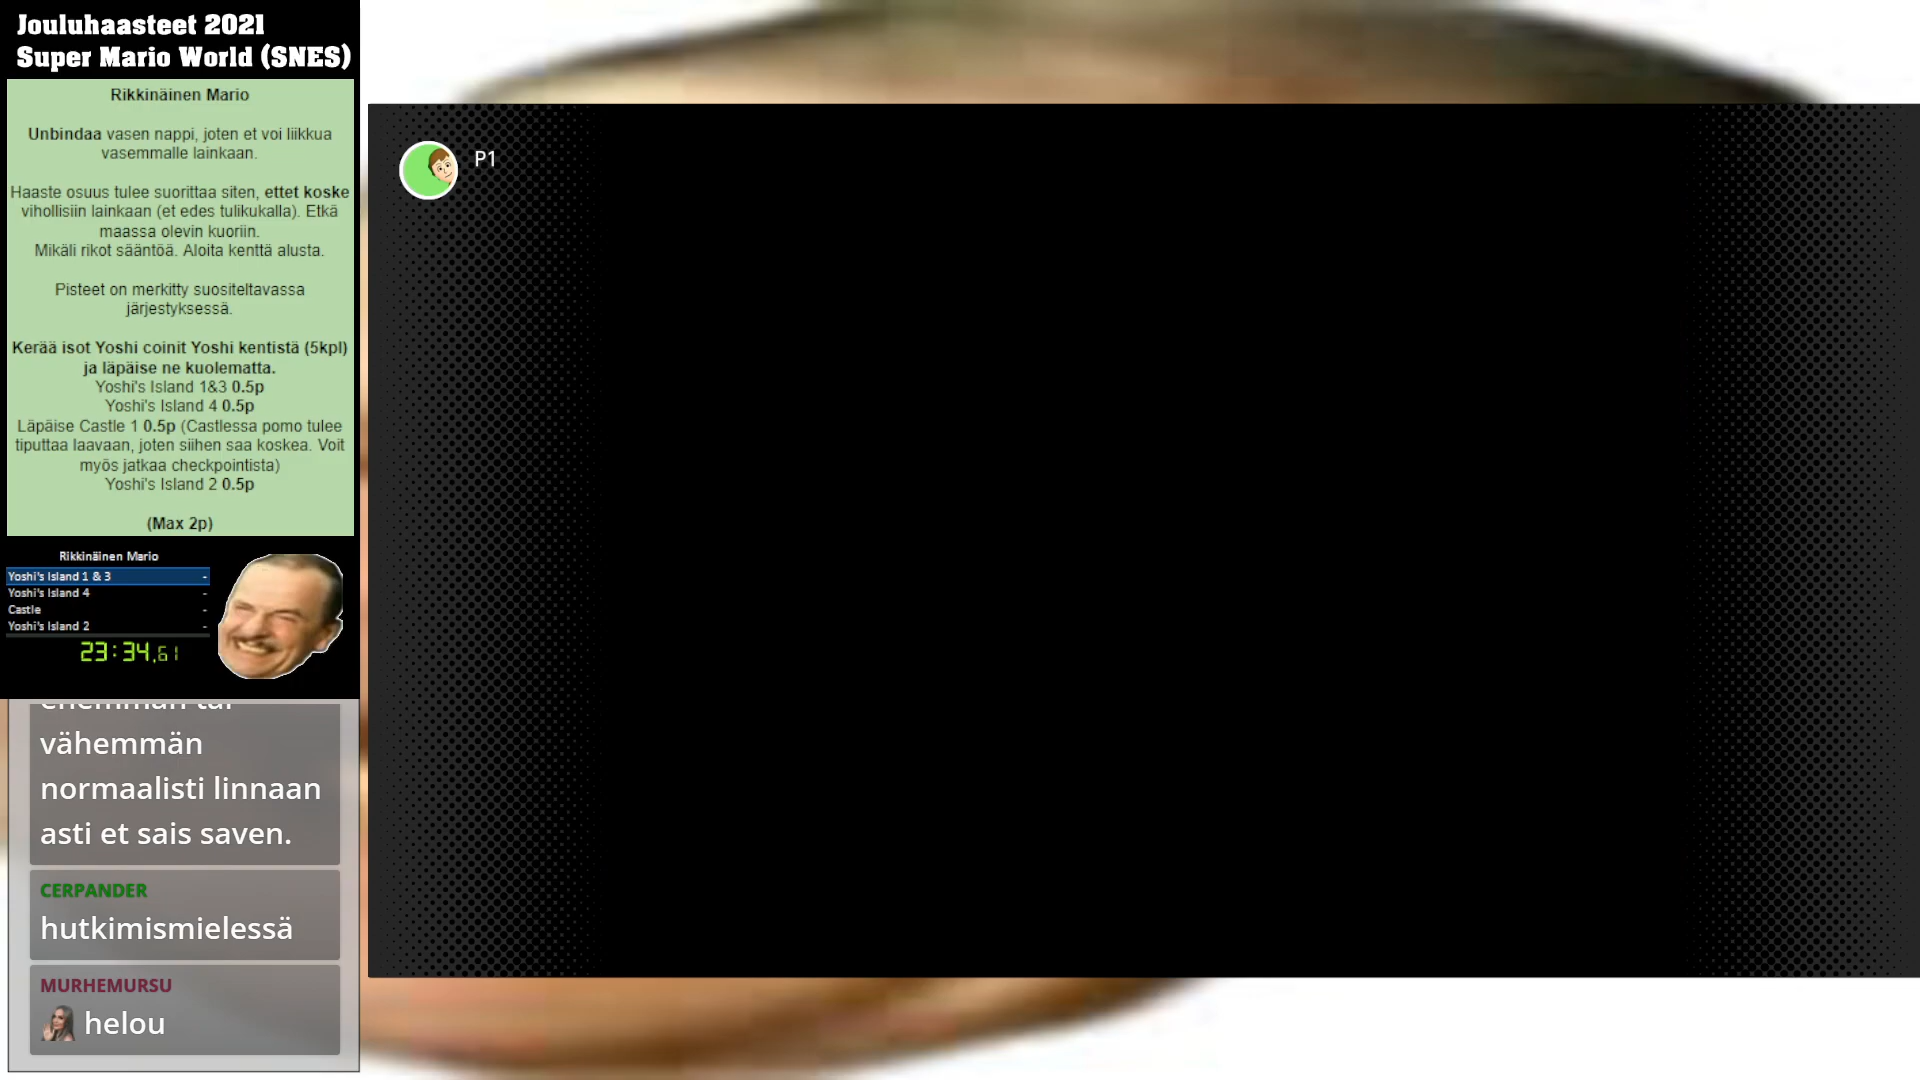 Jouluhaasteet 2021
Super Mario World (SNES)
Rikkinäinen Mario
Unbindaa vasen nappi, joten et voi liikkua
vasemmalle lainkaan.
Haaste osuus tulee suorittaa siten, ettet koske
vihollisiin lainkaan (et edes tulikukalla). Etkä
maassa olevin kuoriin.
Mikäli rikot sääntöä. Aloita kenttä alusta.
Pisteet on merkitty suositeltavassa
järjestyksessä.
Kerää isot Yoshi coinit Yoshi kentistä (5kpl)
ja läpäise ne kuolematta.
Yoshi's Island 1&3 0.5p
Yoshi's Island 4 0.5p
Läpäise Castle 1 0.5p (Castlessa pomo tulee
tiputtaa laavaan, joten siihen saa koskea. Voit
myös jatkaa checkpointista)
Yoshi's Island 2 0.5p
(Max 2p)
Rikkinäinen Mario
Yoshi's Island 1 & 3 -
Yoshi's Island 4 -
Castle -
Yoshi's Island 2 -
23:34.61
enemmän tai
vähemmän
normaalisti linnaan
asti et sais saven.
CERPANDER
hutkimismielessä
MURHEMURSU
helou
P1